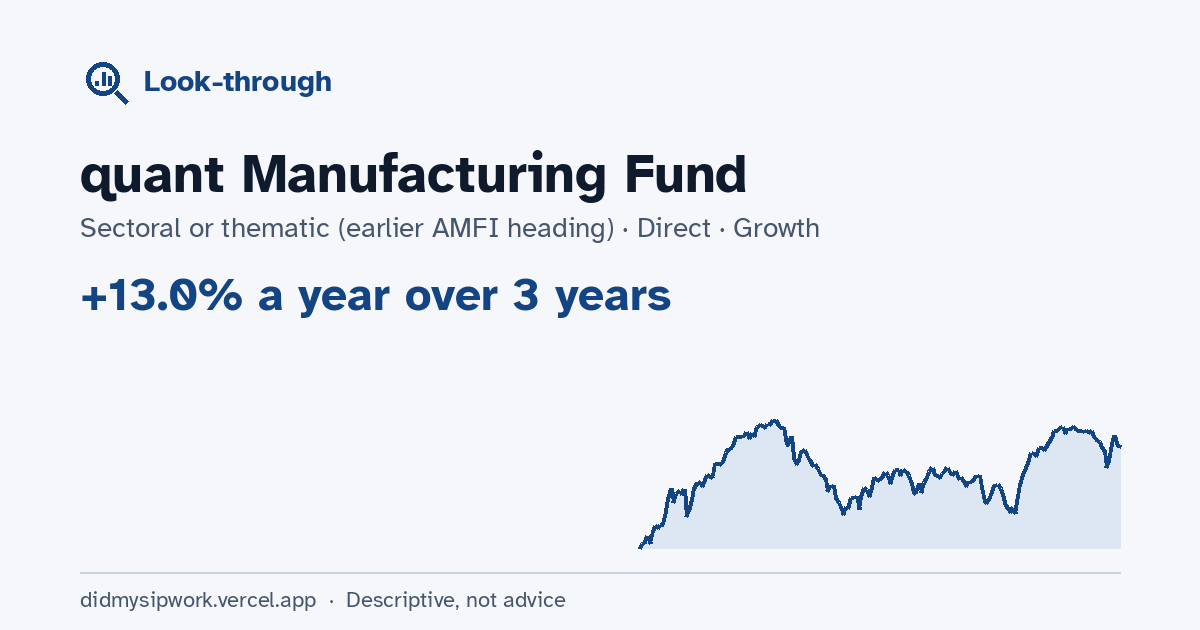 Look-through
quant Manufacturing Fund
Sectoral or thematic (earlier AMFI heading) · Direct · Growth
+13.0% a year over 3 years
didmysipwork.vercel.app · Descriptive, not advice